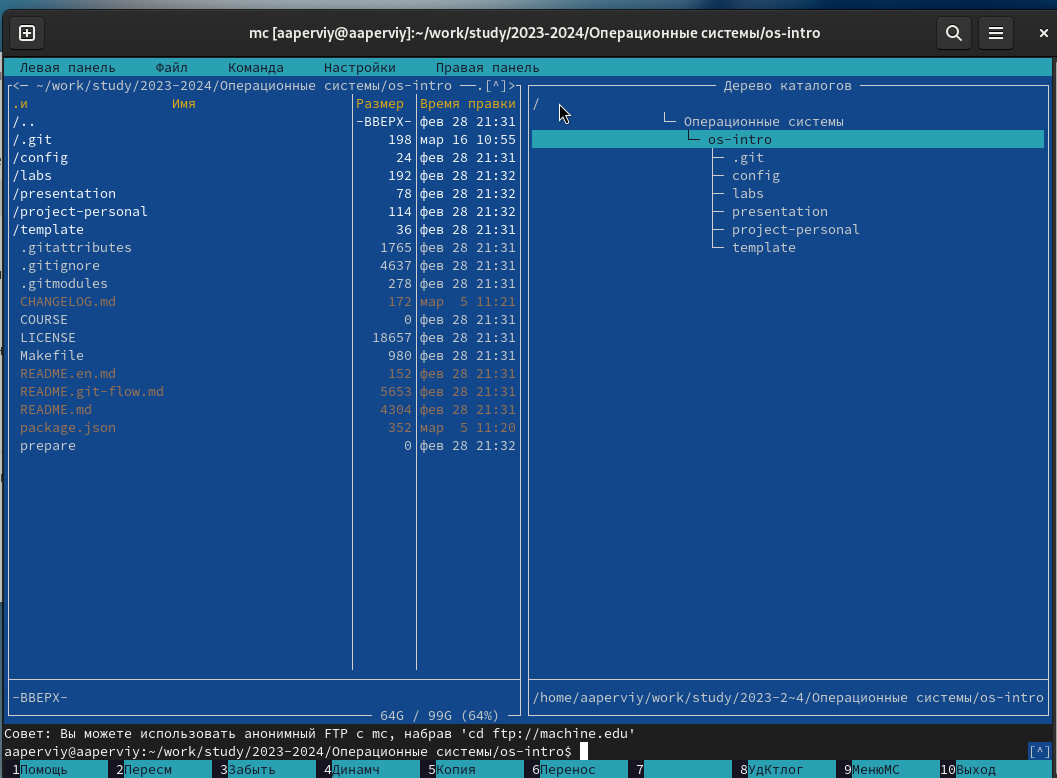 mc [aaperviy@aaperviy]:~/work/study/2023-2024/Операционные системы/os-intro
Левая панель Файл Команда Настройки Правая панель
<— ~/work/study/2023-2024/Операционные системы/os-intro —.[^]>
Дерево каталогов
.и Имя Размер Время правки
/.. -ВВЕРХ- фев 28 21:31
/.git 198 мар 16 10:55
/config 24 фев 28 21:31
/labs 192 фев 28 21:32
/presentation 78 фев 28 21:32
/project-personal 114 фев 28 21:32
/template 36 фев 28 21:31
.gitattributes 1765 фев 28 21:31
.gitignore 4637 фев 28 21:31
.gitmodules 278 фев 28 21:31
CHANGELOG.md 172 мар 5 11:21
COURSE 0 фев 28 21:31
LICENSE 18657 фев 28 21:31
Makefile 980 фев 28 21:31
README.en.md 152 фев 28 21:31
README.git-flow.md 5653 фев 28 21:31
README.md 4304 фев 28 21:31
package.json 352 мар 5 11:20
prepare 0 фев 28 21:32
-ВВЕРХ-
64G / 99G (64%)
/
Операционные системы
os-intro
.git
config
labs
presentation
project-personal
template
/home/aaperviy/work/study/2023-2~4/Операционные системы/os-intro
Совет: Вы можете использовать анонимный FTP с mc, набрав 'cd ftp://machine.edu'
aaperviy@aaperviy:~/work/study/2023-2024/Операционные системы/os-intro$ [^]
1Помощь 2Пересм 3Забыть 4Динамч 5Копия 6Перенос 7 8УдКтлог 9МенюMC 10Выход